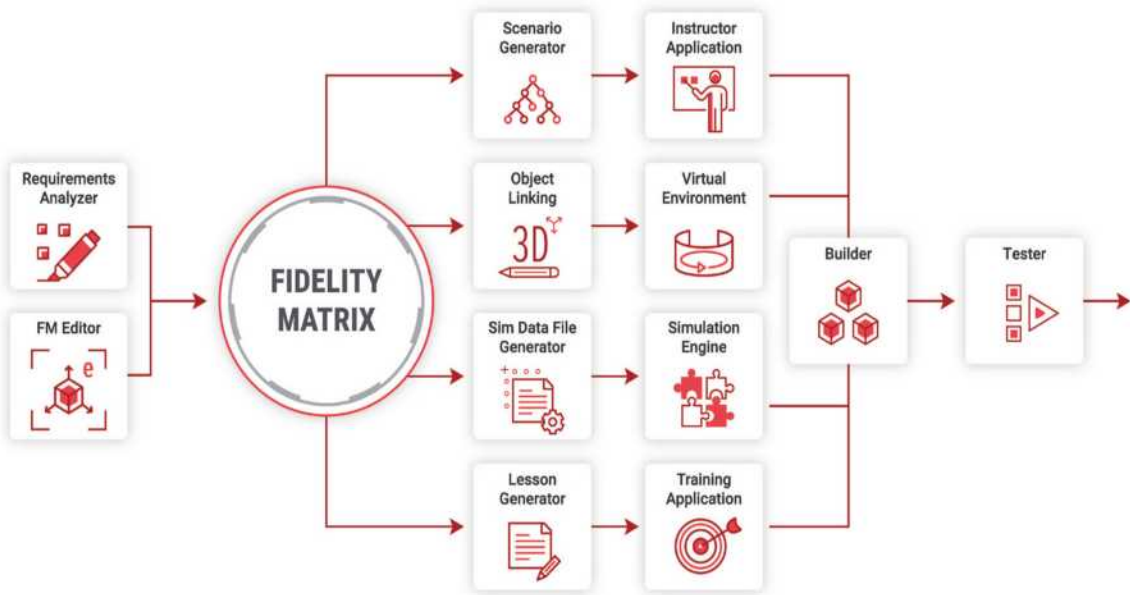 Requirements
Analyzer
FM Editor
e
FIDELITY
MATRIX
Scenario
Generator
Instructor
Application
Object
Linking
3D
Virtual
Environment
Sim Data File
Generator
Simulation
Engine
Lesson
Generator
Training
Application
Builder
Tester